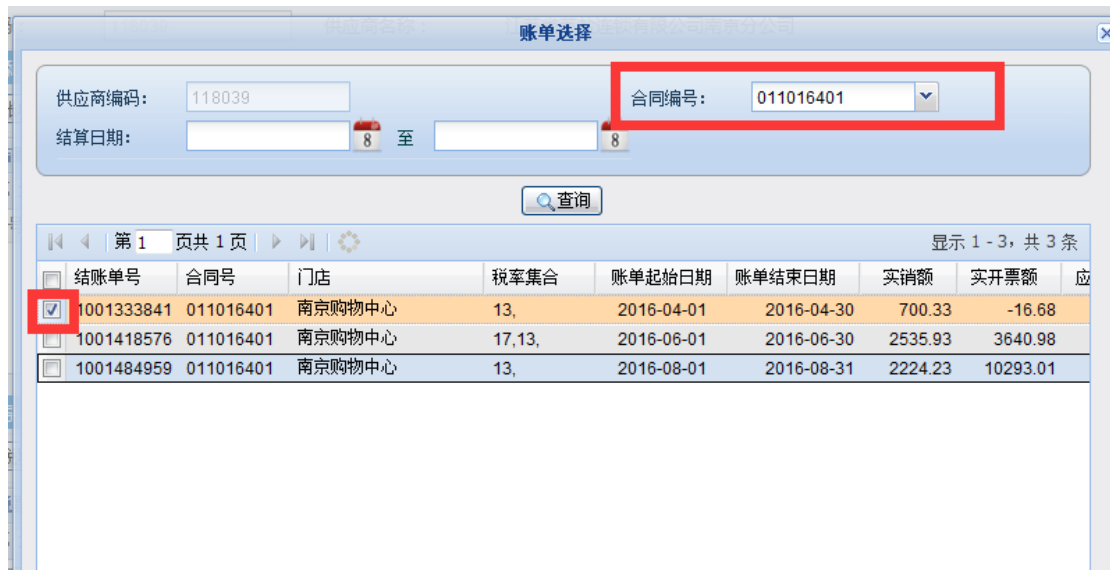 账单选择
供应商编码： 118039 合同编号： 011016401
结算日期： 8 至 8
查询
第 1 页共 1 页 显示 1 - 3，共 3 条
结账单号 合同号 门店 税率集合 账单起始日期 账单结束日期 实销额 实开票额 应
1001333841 011016401 南京购物中心 13, 2016-04-01 2016-04-30 700.33 -16.68
1001418576 011016401 南京购物中心 17,13, 2016-06-01 2016-06-30 2535.93 3640.98
1001484959 011016401 南京购物中心 13, 2016-08-01 2016-08-31 2224.23 10293.01